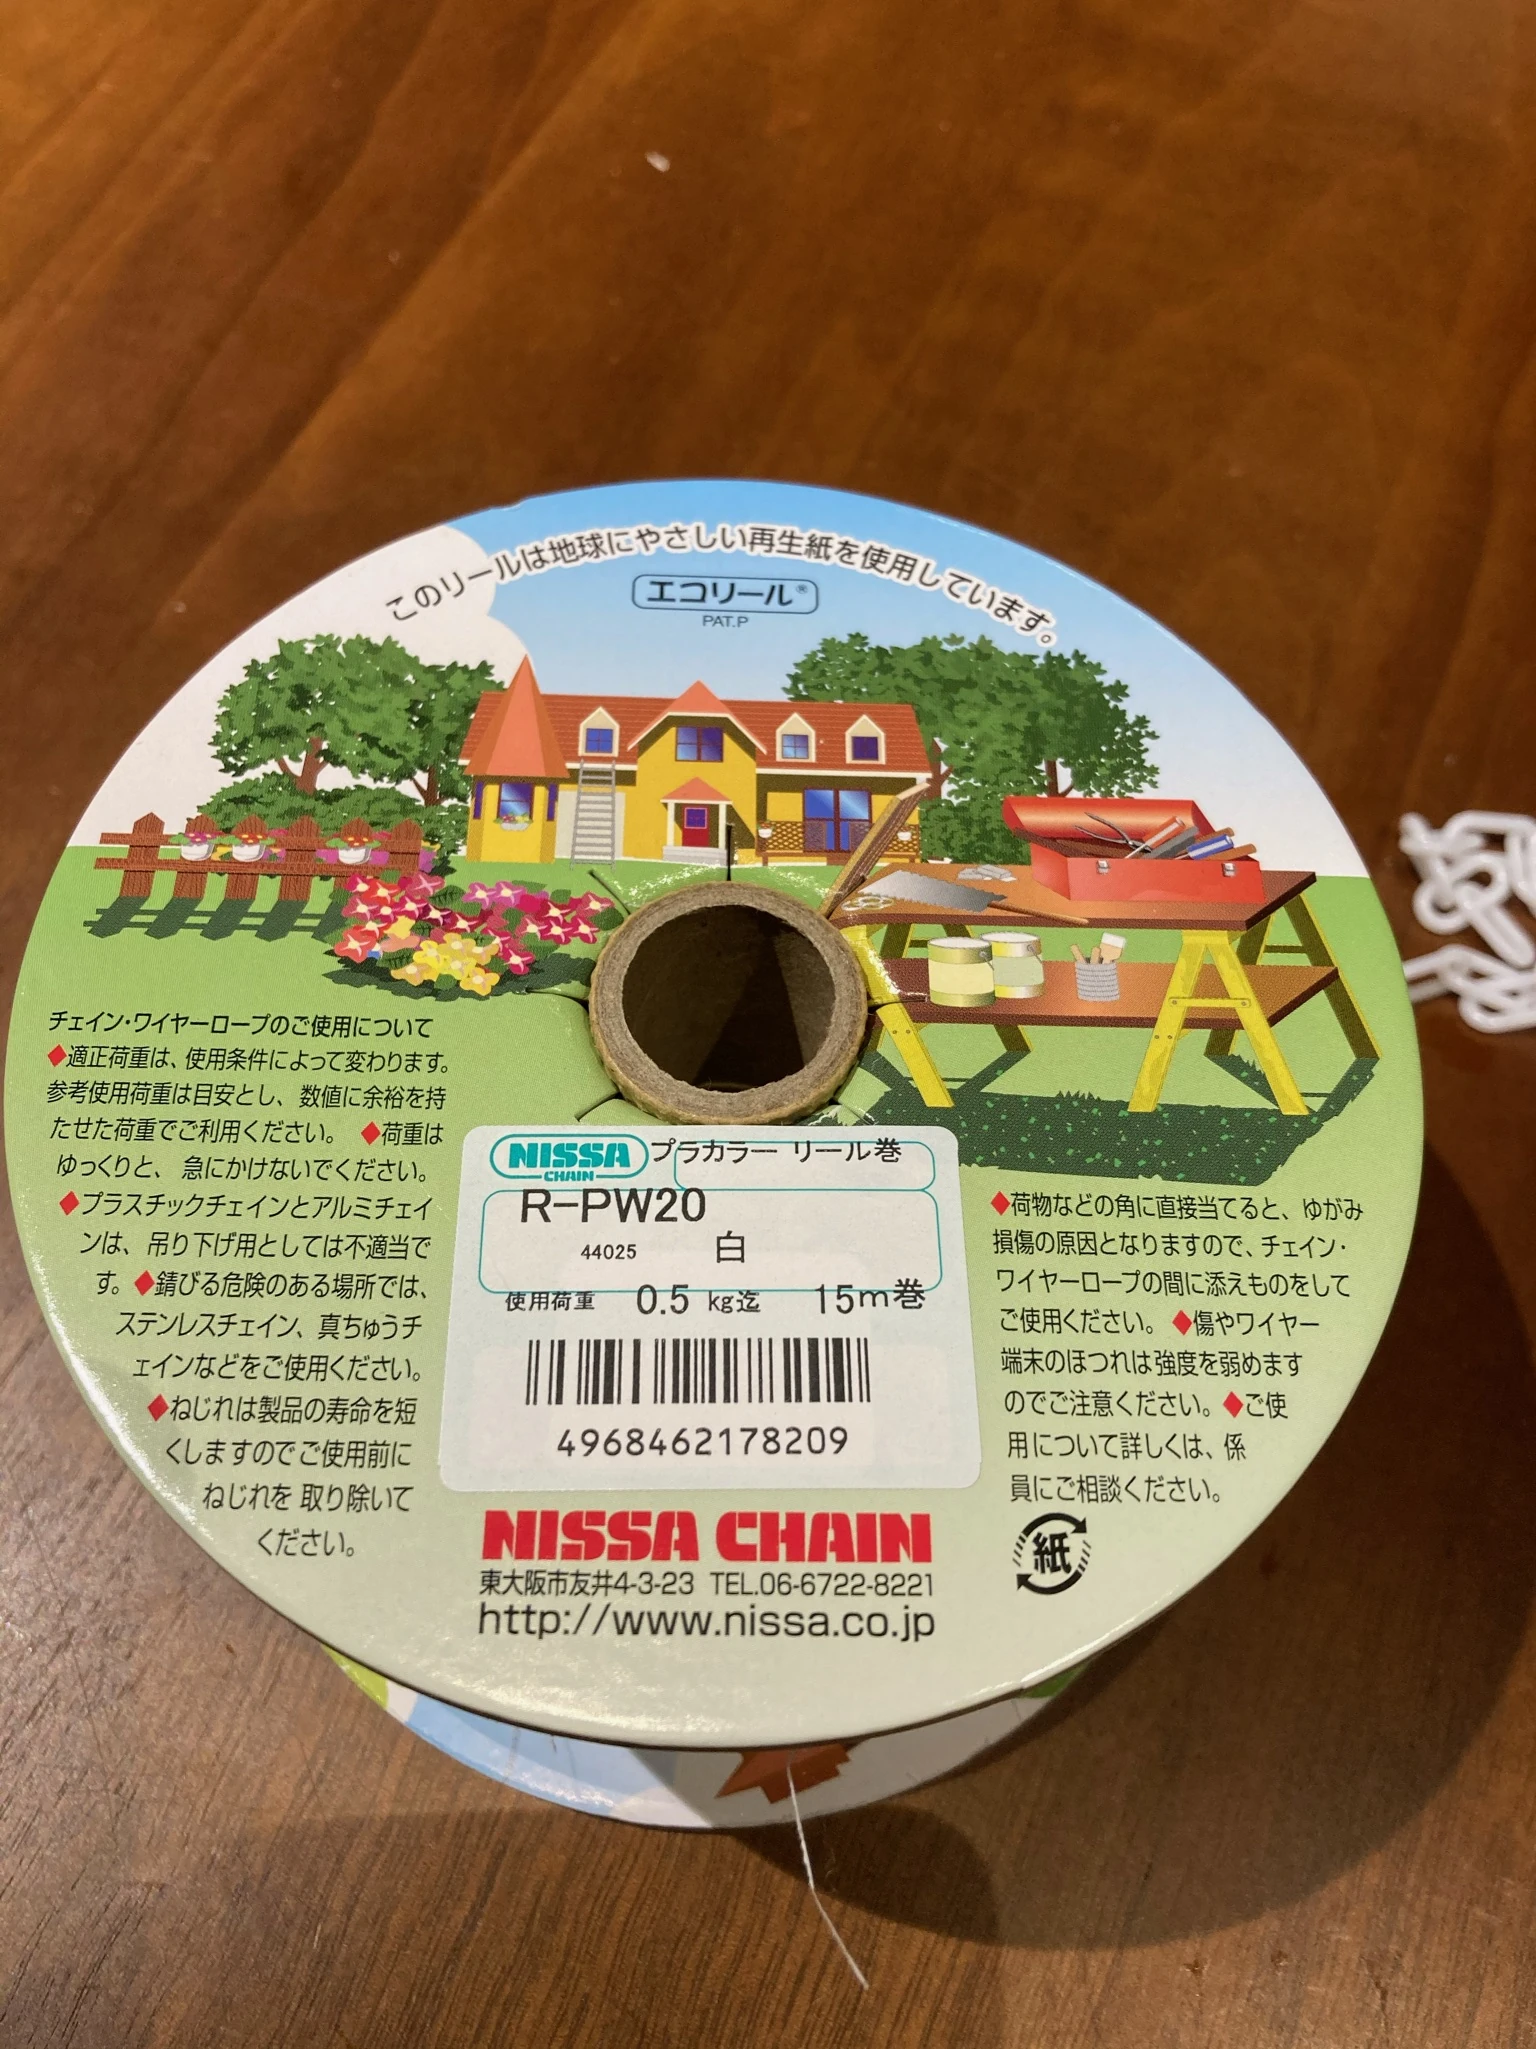 このリールは地球にやさしい再生紙を使用しています。
エコリール®
PAT.P
チェイン・ワイヤーロープのご使用について
◆適正荷重は、使用条件によって変わります。
参考使用荷重は目安とし、数値に余裕を持
たせた荷重でご利用ください。 ◆荷重は
ゆっくりと、急にかけないでください。
◆プラスチックチェインとアルミチェイ
ンは、吊り下げ用としては不適当で
す。◆錆びる危険のある場所では、
ステンレスチェイン、真ちゅうチ
ェインなどをご使用ください。
◆ねじれは製品の寿命を短
くしますのでご使用前に
ねじれを 取り除いて
ください。
NISSA CHAIN プラカラー リール巻
R-PW20
44025 白
使用荷重 0.5 kg迄 15m巻
4968462178209
◆荷物などの角に直接当てると、ゆがみ
損傷の原因となりますので、チェイン・
ワイヤーロープの間に添えものをして
ご使用ください。 ◆傷やワイヤー
端末のほつれは強度を弱めます
のでご注意ください。◆ご使
用について詳しくは、係
員にご相談ください。
紙
NISSA CHAIN
東大阪市友井4-3-23 TEL.06-6722-8221
http://www.nissa.co.jp